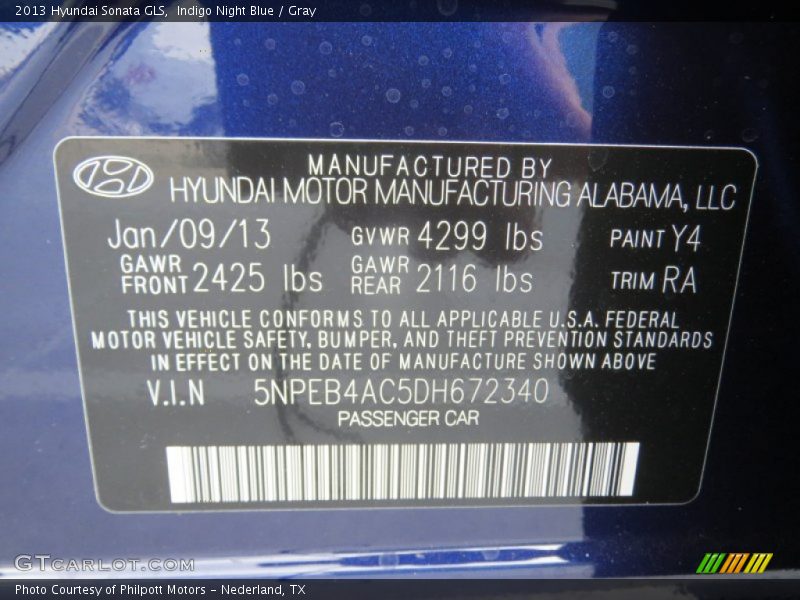 2013 Hyundai Sonata GLS, Indigo Night Blue / Gray
MANUFACTURED BY
HYUNDAI MOTOR MANUFACTURING ALABAMA, LLC
Jan/09/13 GVWR 4299 lbs PAINT Y4
GAWR FRONT 2425 lbs GAWR REAR 2116 lbs TRIM RA
THIS VEHICLE CONFORMS TO ALL APPLICABLE U.S.A. FEDERAL
MOTOR VEHICLE SAFETY, BUMPER, AND THEFT PREVENTION STANDARDS
IN EFFECT ON THE DATE OF MANUFACTURE SHOWN ABOVE
V.I.N 5NPEB4AC5DH672340
PASSENGER CAR
GTCARLOT.COM
Photo Courtesy of Philpott Motors - Nederland, TX